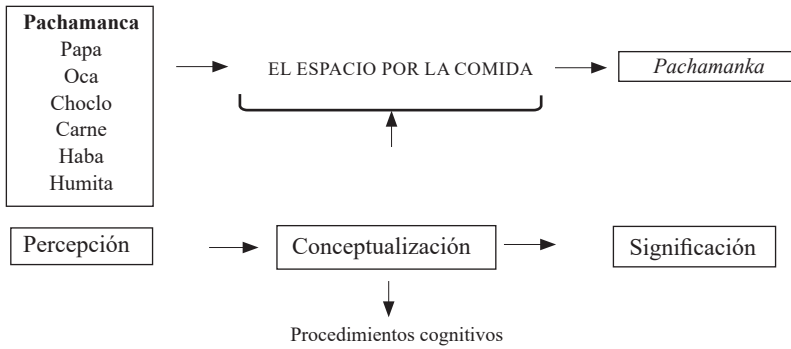 Pachamanca
Papa
Oca
Choclo
Carne
Haba
Humita
EL ESPACIO POR LA COMIDA
Pachamanka
Percepción
Conceptualización
Significación
Procedimientos cognitivos